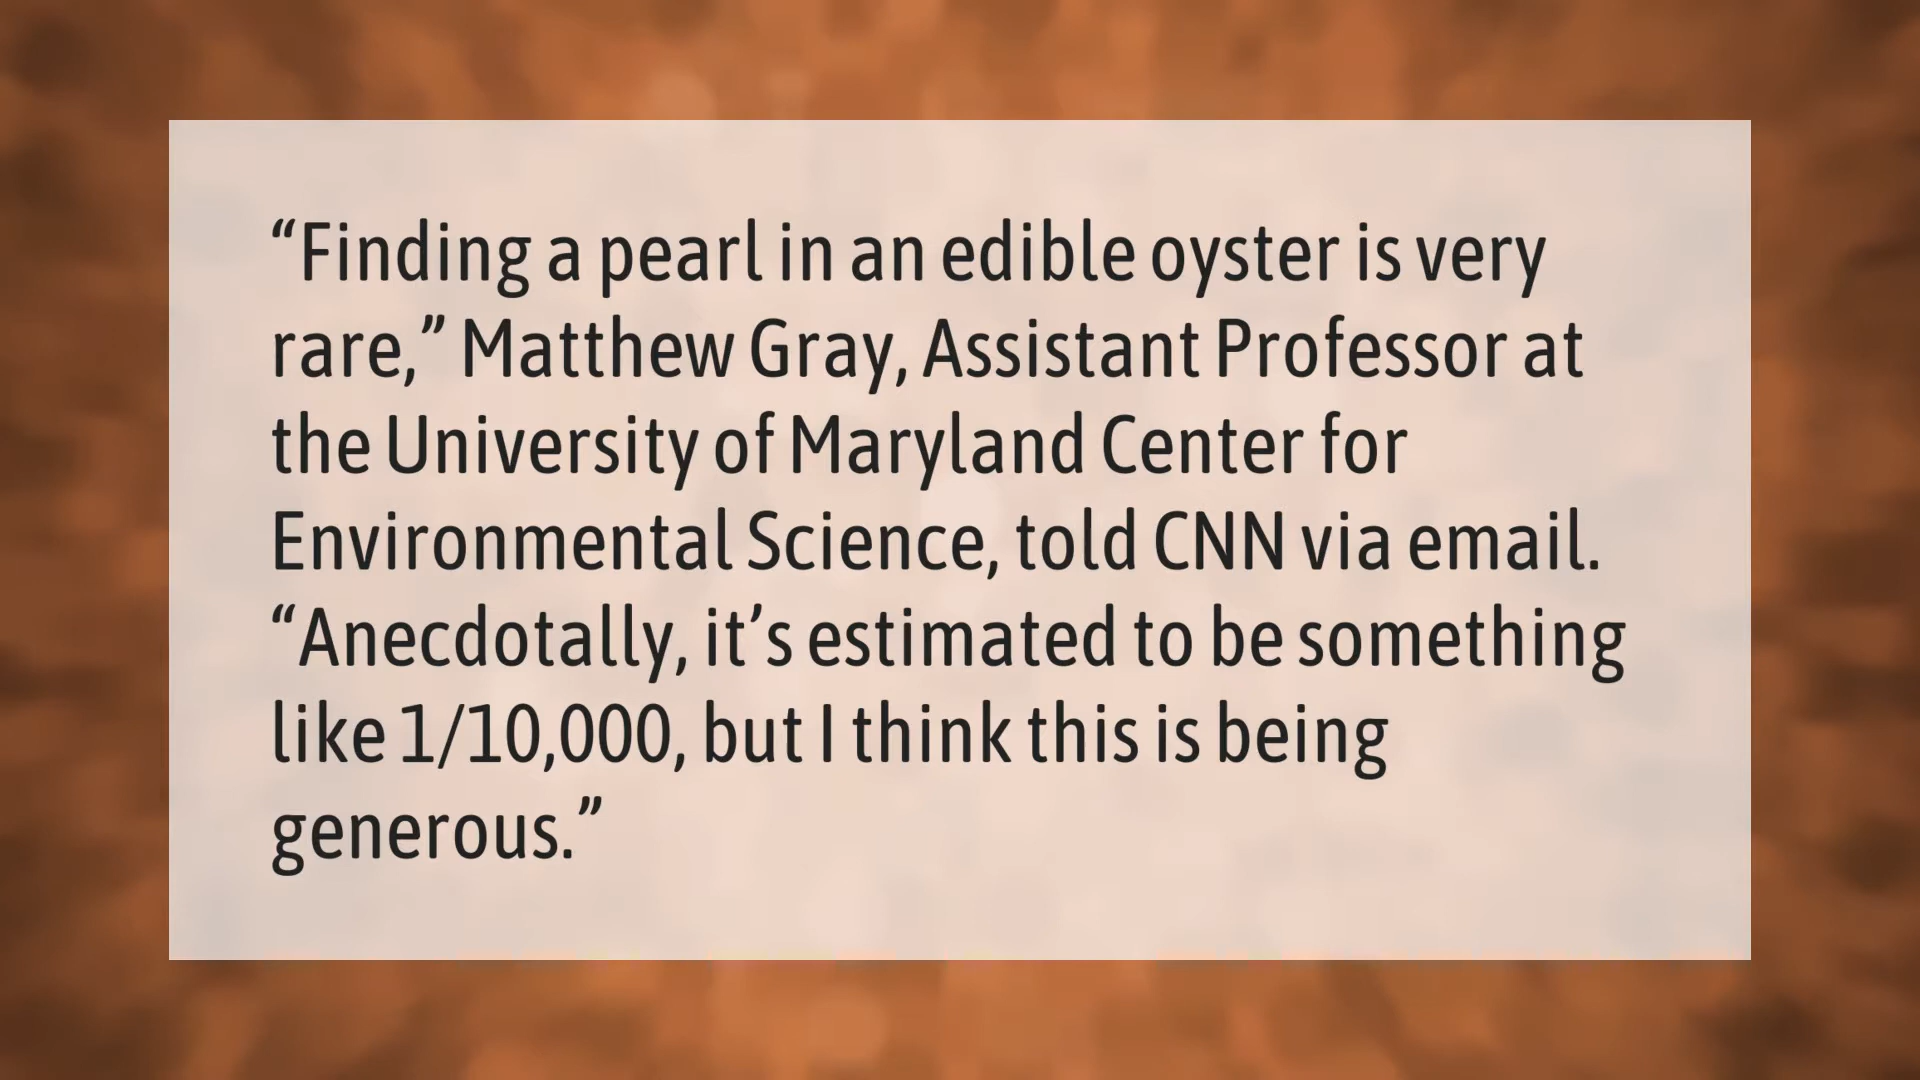 “Finding a pearl in an edible oyster is very
rare,” Matthew Gray, Assistant Professor at
the University of Maryland Center for
Environmental Science, told CNN via email.
“Anecdotally, it’s estimated to be something
like 1/10,000, but I think this is being
generous.”